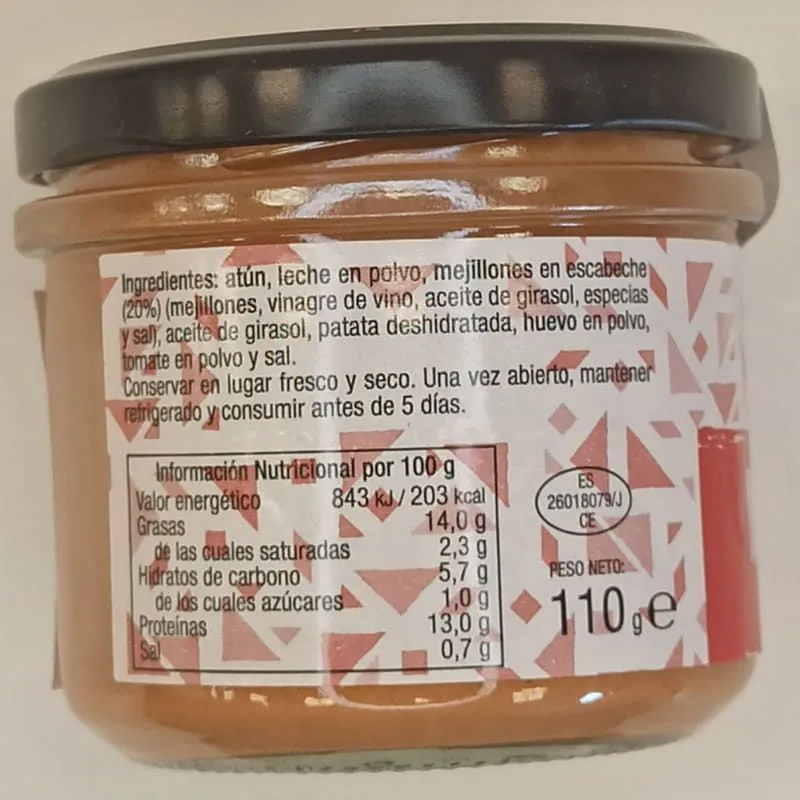 Ingredientes: atún, leche en polvo, mejillones en escabeche
(20%) (mejillones, vinagre de vino, aceite de girasol, especias
y sal), aceite de girasol, patata deshidratada, huevo en polvo,
tomate en polvo y sal.
Conservar en lugar fresco y seco. Una vez abierto, mantener
refrigerado y consumir antes de 5 días.
Información Nutricional por 100 g
Valor energético 843 kJ / 203 kcal
Grasas 14,0 g
de las cuales saturadas 2,3 g
Hidratos de carbono 5,7 g
de los cuales azúcares 1,0 g
Proteínas 13,0 g
Sal 0,7 g
ES
26018079/J
CE
PESO NETO:
110 g e